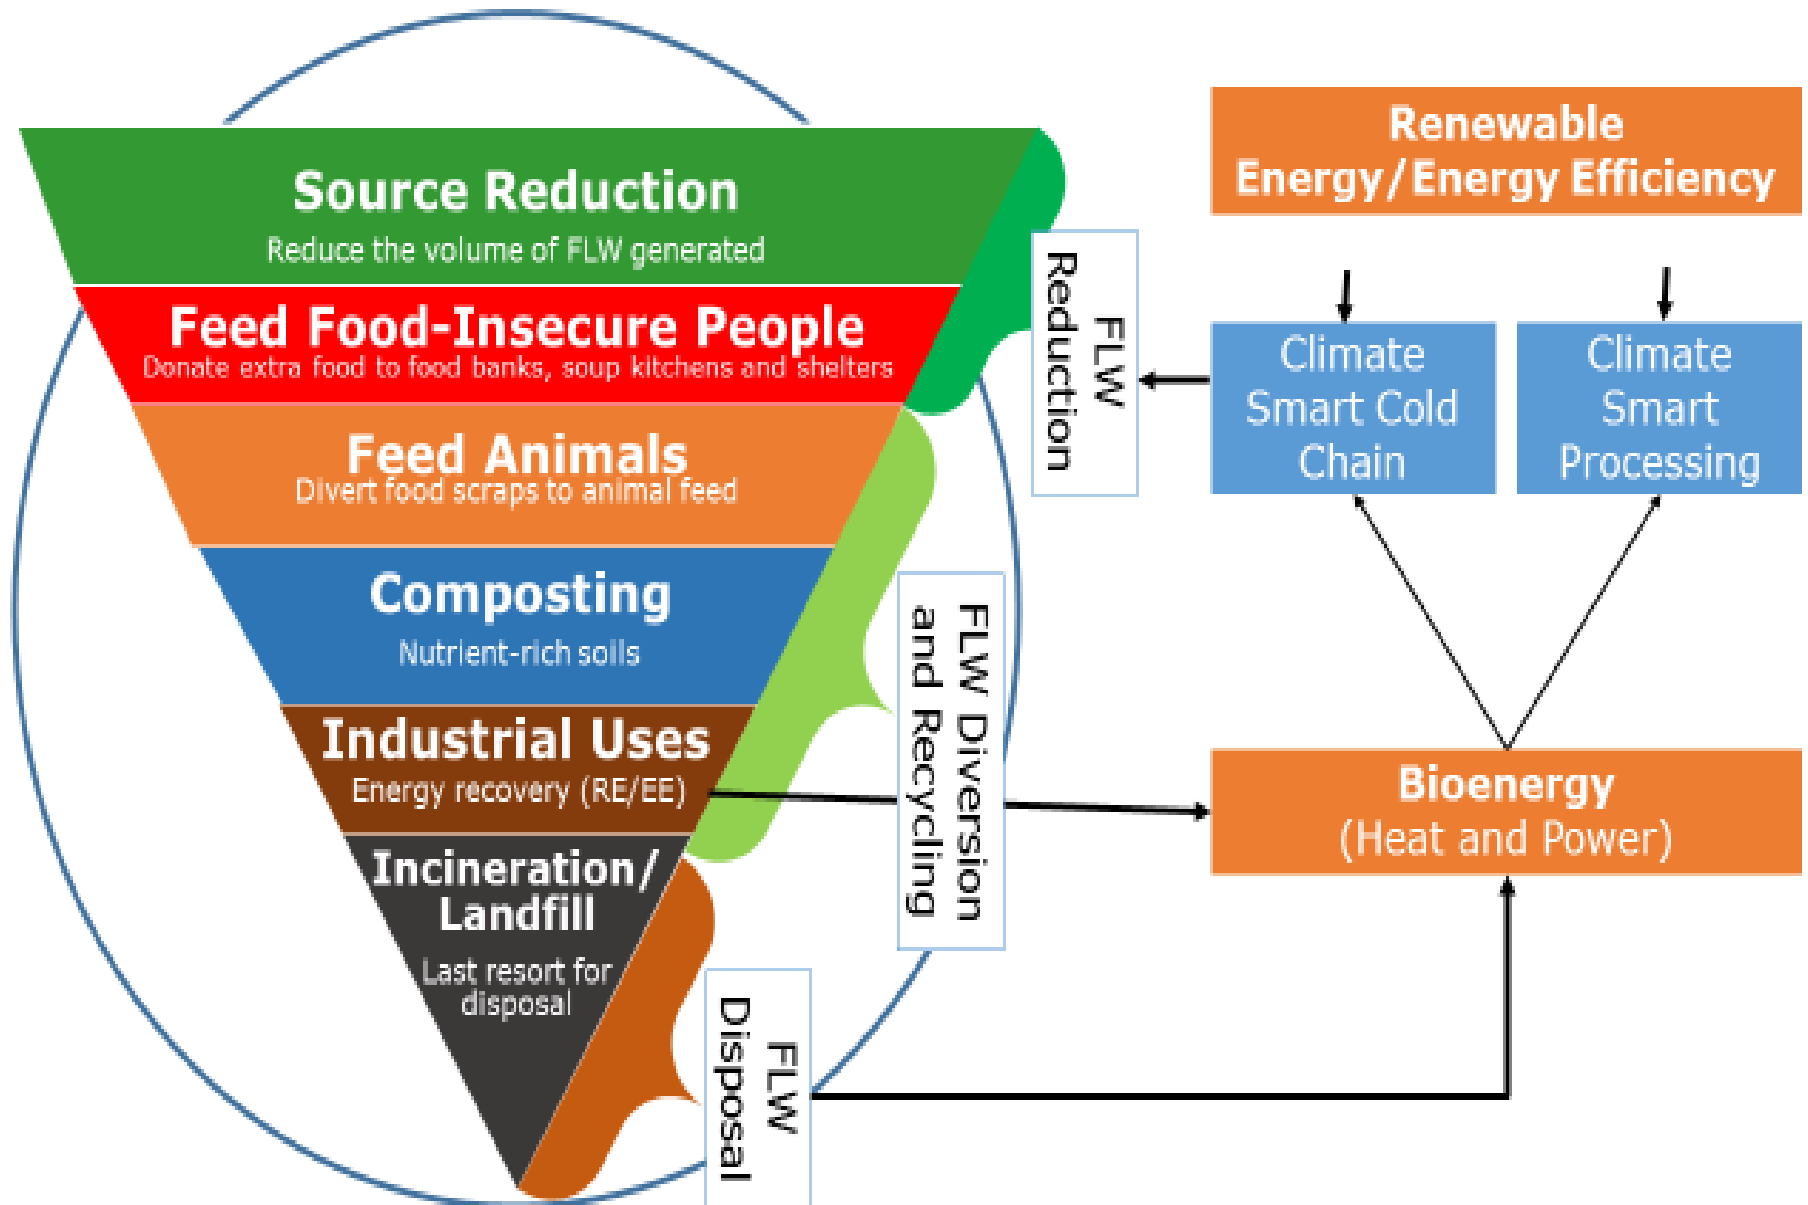 Source Reduction
Reduce the volume of FLW generated
Feed Food-Insecure People
Donate extra food to food banks, soup kitchens and shelters
Feed Animals
Divert food scraps to animal feed
Composting
Nutrient-rich soils
Industrial Uses
Energy recovery (RE/EE)
Incineration/
Landfill
Last resort for
disposal
FLW
Reduction
FLW Diversion
and Recycling
FLW
Disposal
Renewable
Energy/Energy Efficiency
Climate
Smart Cold
Chain
Climate
Smart
Processing
Bioenergy
(Heat and Power)